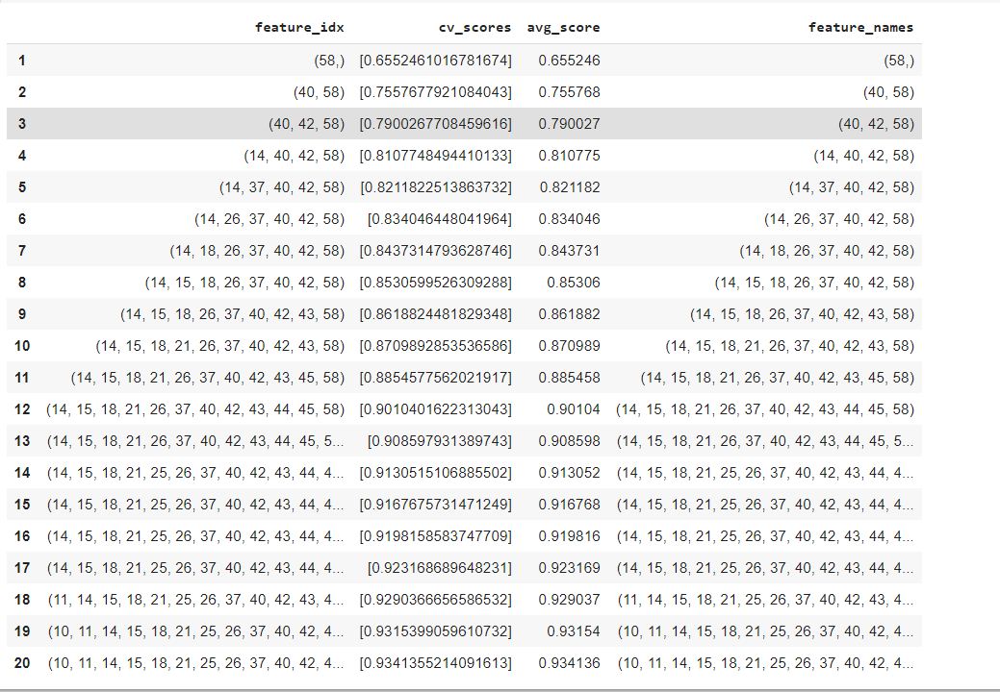 feature_idx cv_scores avg_score feature_names
1 (58,) [0.6552461016781674] 0.655246 (58,)
2 (40, 58) [0.7557677921084043] 0.755768 (40, 58)
3 (40, 42, 58) [0.7900267708459616] 0.790027 (40, 42, 58)
4 (14, 40, 42, 58) [0.8107748494410133] 0.810775 (14, 40, 42, 58)
5 (14, 37, 40, 42, 58) [0.8211822513863732] 0.821182 (14, 37, 40, 42, 58)
6 (14, 26, 37, 40, 42, 58) [0.834046448041964] 0.834046 (14, 26, 37, 40, 42, 58)
7 (14, 18, 26, 37, 40, 42, 58) [0.8437314793628746] 0.843731 (14, 18, 26, 37, 40, 42, 58)
8 (14, 15, 18, 26, 37, 40, 42, 58) [0.8530599526309288] 0.85306 (14, 15, 18, 26, 37, 40, 42, 58)
9 (14, 15, 18, 26, 37, 40, 42, 43, 58) [0.8618824481829348] 0.861882 (14, 15, 18, 26, 37, 40, 42, 43, 58)
10 (14, 15, 18, 21, 26, 37, 40, 42, 43, 58) [0.8709892853536586] 0.870989 (14, 15, 18, 21, 26, 37, 40, 42, 43, 58)
11 (14, 15, 18, 21, 26, 37, 40, 42, 43, 45, 58) [0.8854577562021917] 0.885458 (14, 15, 18, 21, 26, 37, 40, 42, 43, 45, 58)
12 (14, 15, 18, 21, 26, 37, 40, 42, 43, 44, 45, 58) [0.9010401622313043] 0.90104 (14, 15, 18, 21, 26, 37, 40, 42, 43, 44, 45, 58)
13 (14, 15, 18, 21, 26, 37, 40, 42, 43, 44, 45, 5... [0.908597931389743] 0.908598 (14, 15, 18, 21, 26, 37, 40, 42, 43, 44, 45, 5...
14 (14, 15, 18, 21, 25, 26, 37, 40, 42, 43, 44, 4... [0.9130515106885502] 0.913052 (14, 15, 18, 21, 25, 26, 37, 40, 42, 43, 44, 4...
15 (14, 15, 18, 21, 25, 26, 37, 40, 42, 43, 44, 4... [0.9167675731471249] 0.916768 (14, 15, 18, 21, 25, 26, 37, 40, 42, 43, 44, 4...
16 (14, 15, 18, 21, 25, 26, 37, 40, 42, 43, 44, 4... [0.9198158583747709] 0.919816 (14, 15, 18, 21, 25, 26, 37, 40, 42, 43, 44, 4...
17 (14, 15, 18, 21, 25, 26, 37, 40, 42, 43, 44, 4... [0.923168689648231] 0.923169 (14, 15, 18, 21, 25, 26, 37, 40, 42, 43, 44, 4...
18 (11, 14, 15, 18, 21, 25, 26, 37, 40, 42, 43, 4... [0.9290366656586532] 0.929037 (11, 14, 15, 18, 21, 25, 26, 37, 40, 42, 43, 4...
19 (10, 11, 14, 15, 18, 21, 25, 26, 37, 40, 42, 4... [0.9315399059610732] 0.93154 (10, 11, 14, 15, 18, 21, 25, 26, 37, 40, 42, 4...
20 (10, 11, 14, 15, 18, 21, 25, 26, 37, 40, 42, 4... [0.9341355214091613] 0.934136 (10, 11, 14, 15, 18, 21, 25, 26, 37, 40, 42, 4...